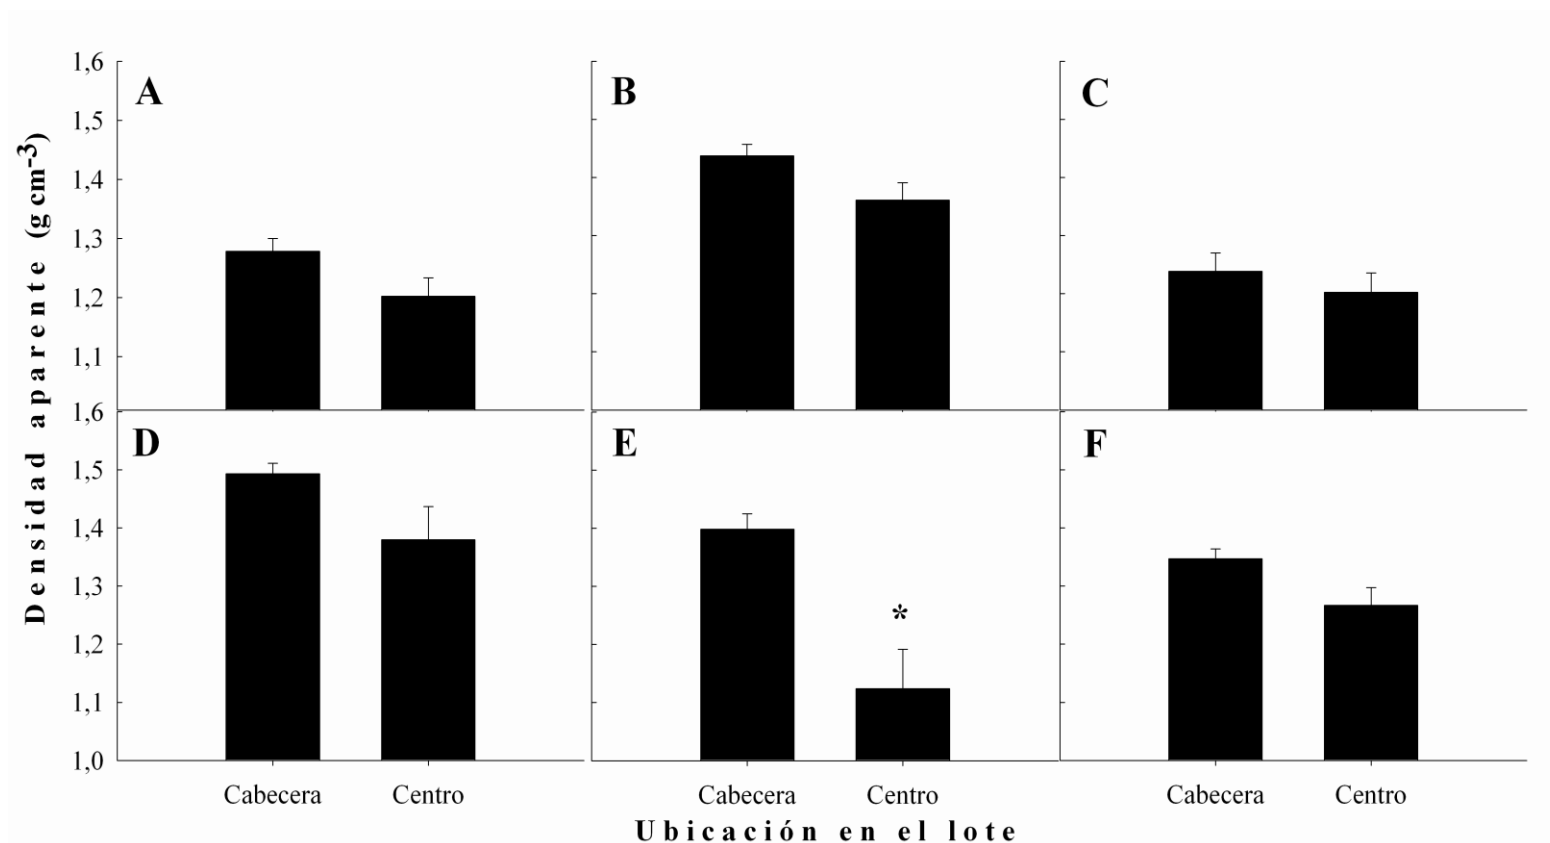 Densidad aparente (g cm-3)
1,6
1,5
1,4
1,3
1,2
1,1
A
B
C
1,6
1,5
1,4
1,3
1,2
1,1
1,0
D
E
F
*
Cabecera Centro Cabecera Centro Cabecera Centro
Ubicación en el lote